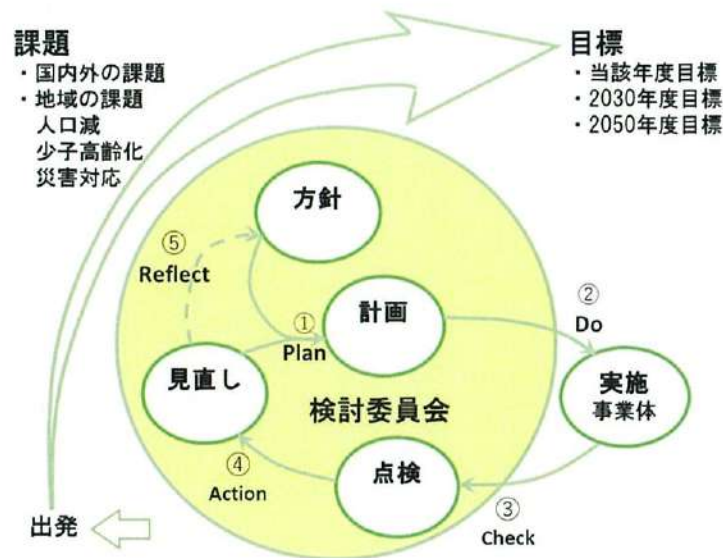 課題
・国内外の課題
・地域の課題
人口減
少子高齢化
災害対応
目標
・当該年度目標
・2030年度目標
・2050年度目標
方針
⑤
Reflect
①
Plan
計画
②
Do
見直し
実施
事業体
検討委員会
④
Action
点検
③
Check
出発